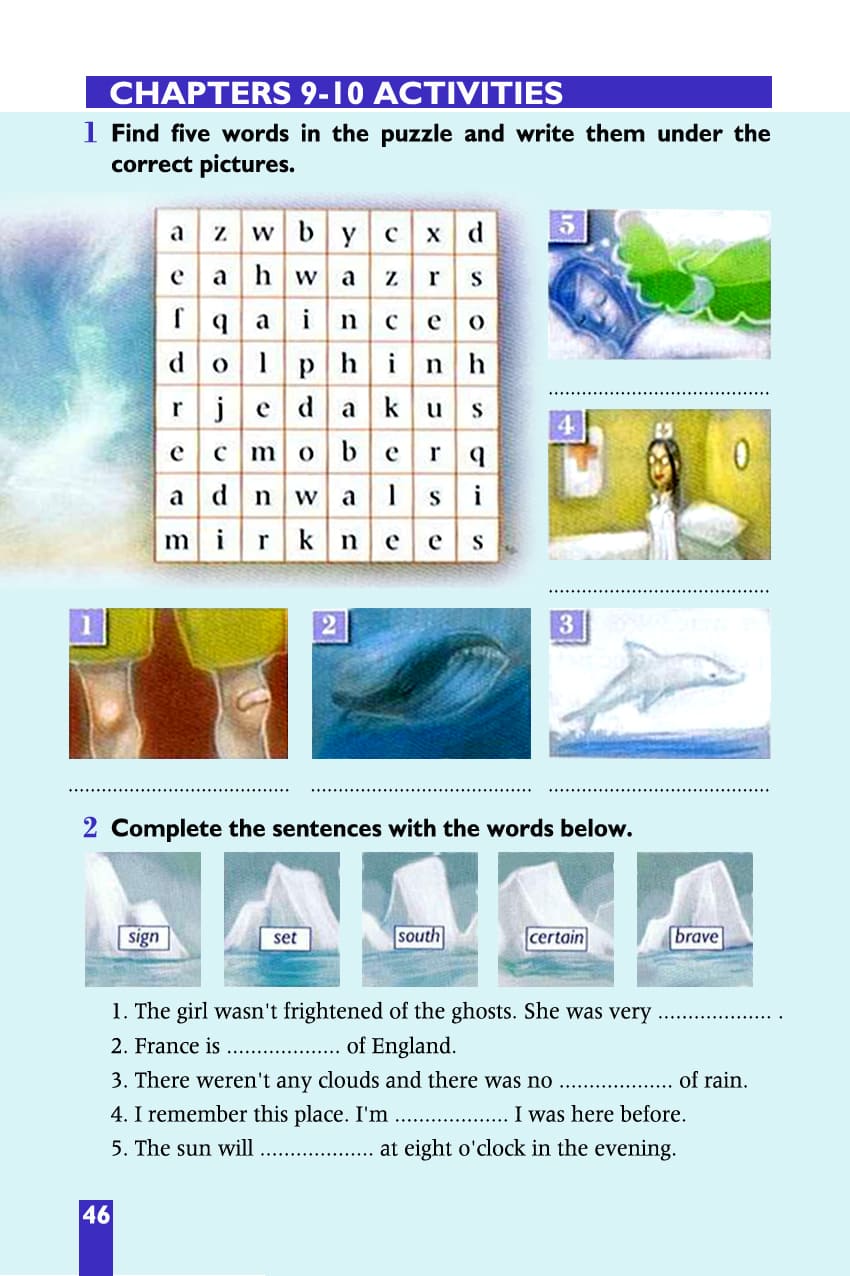 CHAPTERS 9-10 ACTIVITIES
1 Find five words in the puzzle and write them under the
correct pictures.
a z w b y c x d
e a h w a z r s
f q a i n c e o
d o l p h i n h
r j e d a k u s
e c m o b e r q
a d n w a l s i
m i r k n e e s
5
4
1
2
3
2 Complete the sentences with the words below.
sign
set
south
certain
brave
1. The girl wasn't frightened of the ghosts. She was very ................... .
2. France is ................... of England.
3. There weren't any clouds and there was no ................... of rain.
4. I remember this place. I'm ................... I was here before.
5. The sun will ................... at eight o'clock in the evening.
46